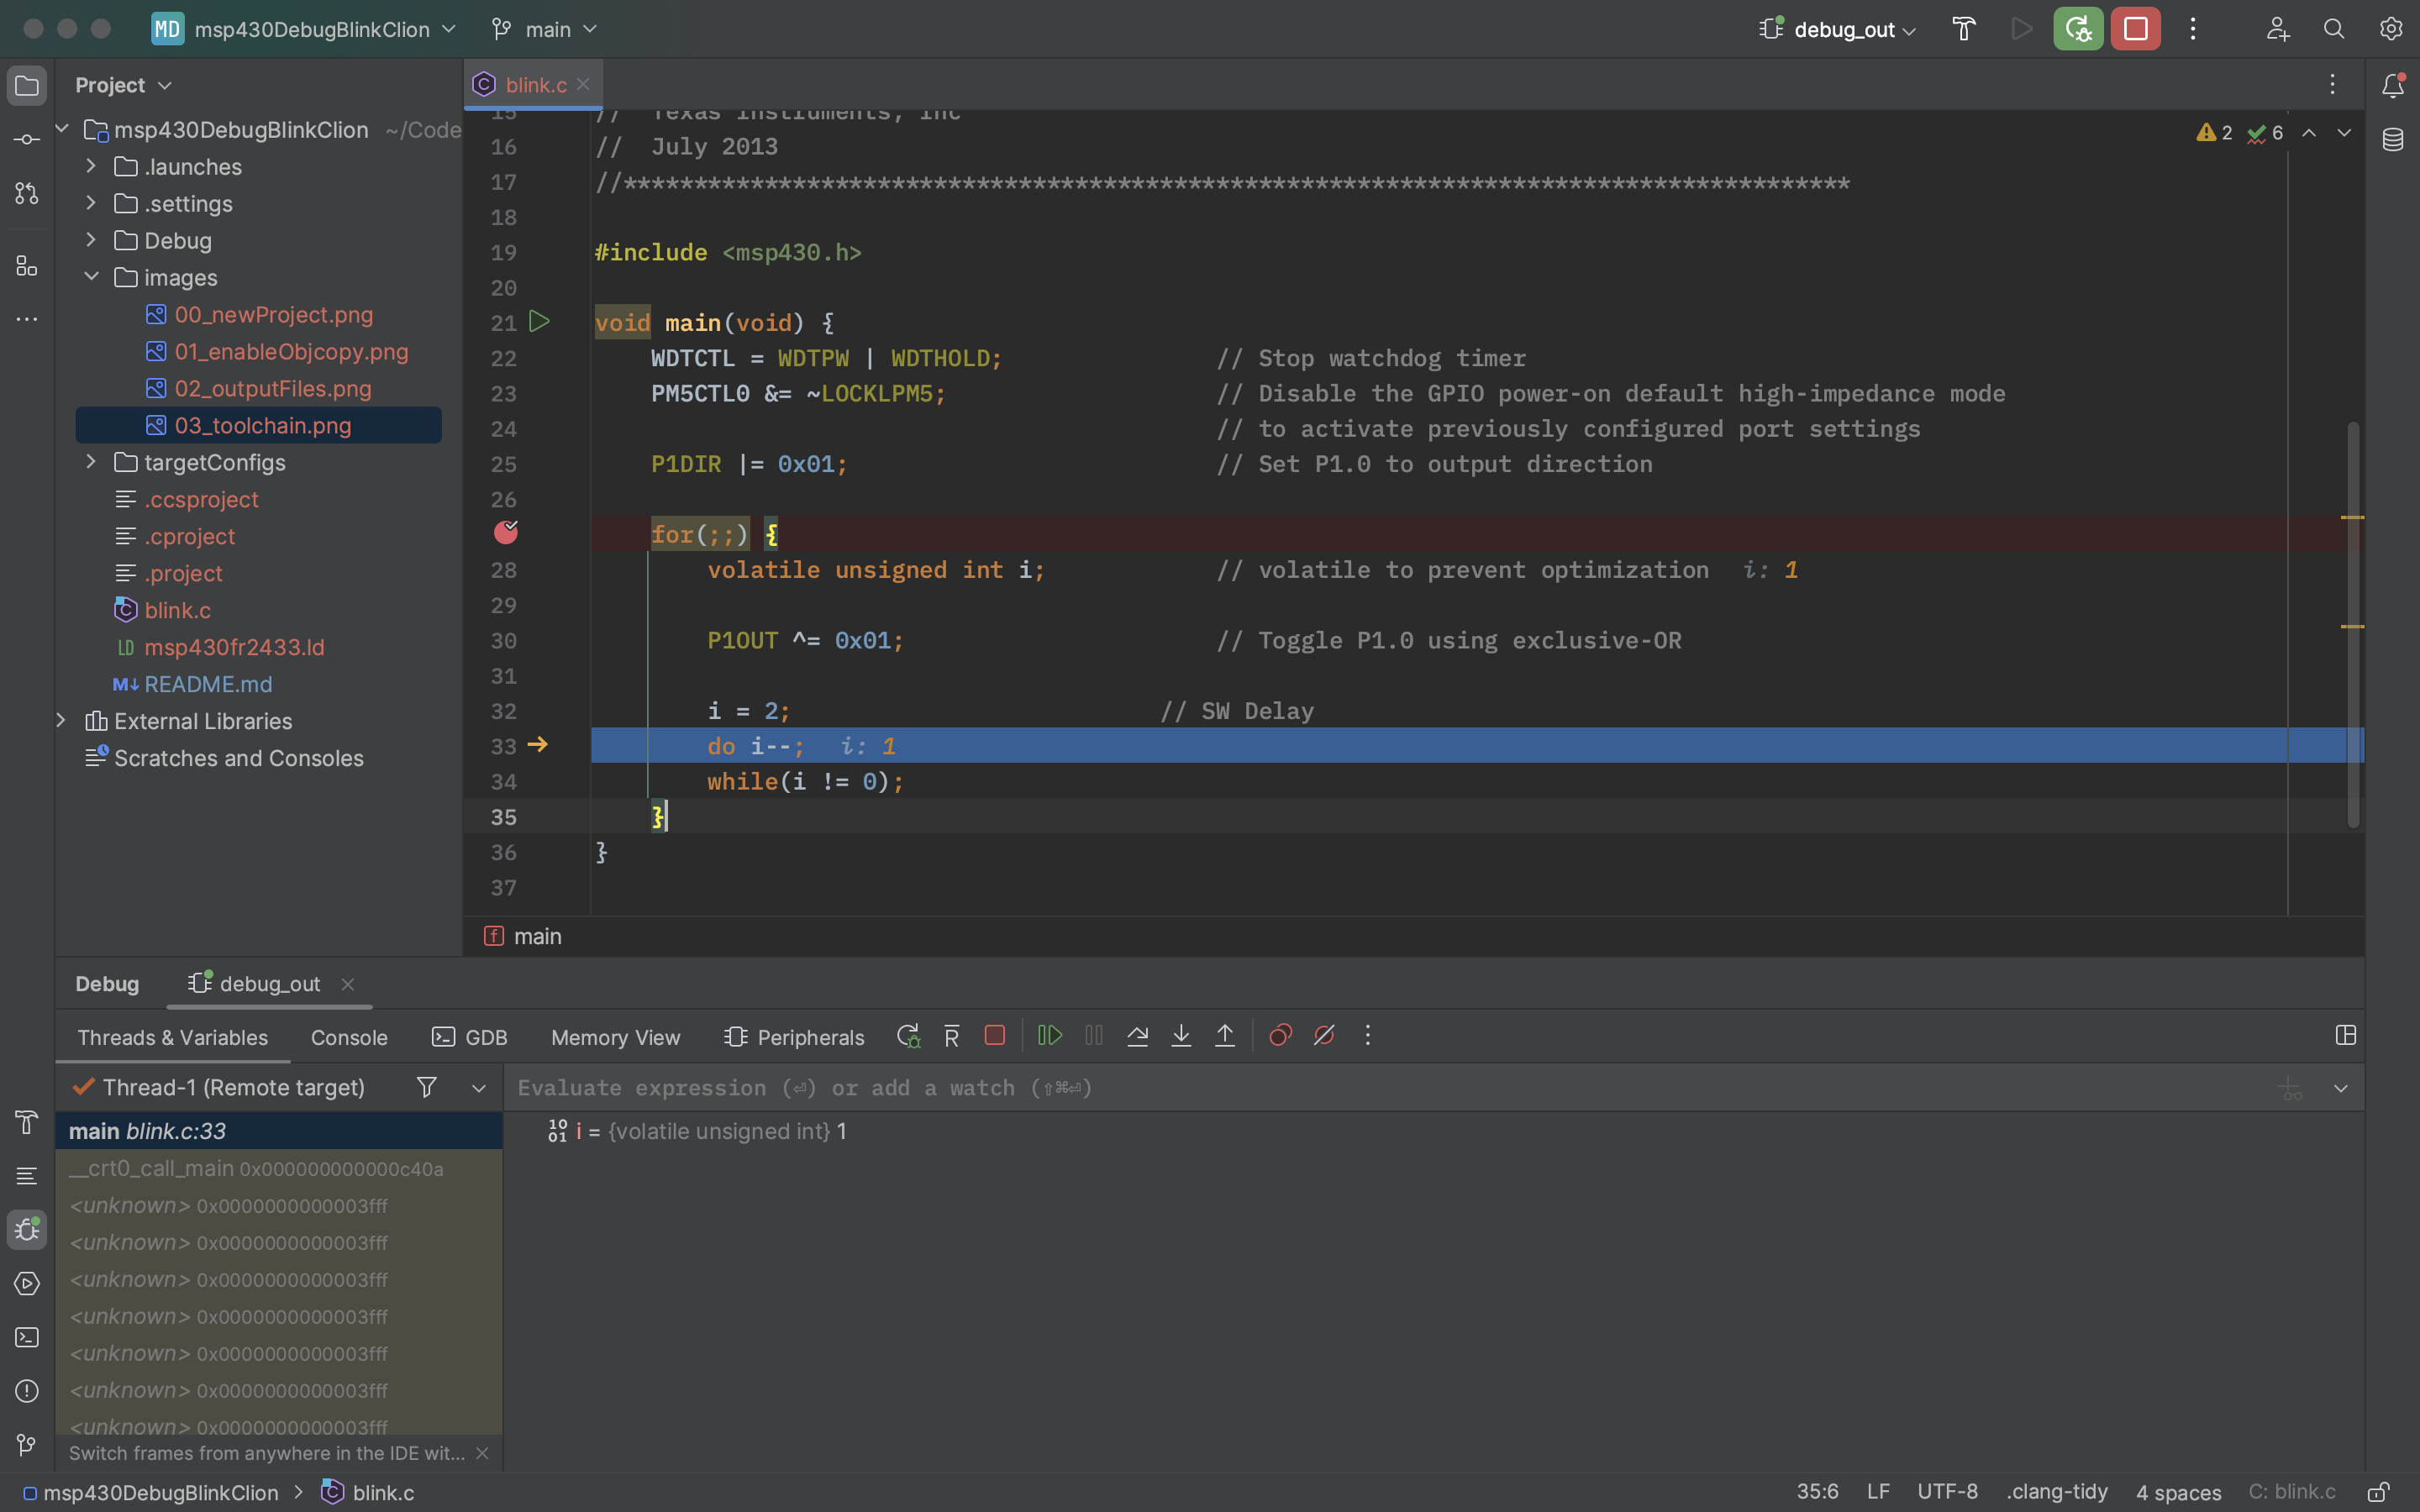 MD msp430DebugBlinkClion main debug_out
Project
msp430DebugBlinkClion ~/Code
.launches
.settings
Debug
images
00_newProject.png
01_enableObjcopy.png
02_outputFiles.png
03_toolchain.png
targetConfigs
.ccsproject
.cproject
.project
blink.c
LD msp430fr2433.ld
M↓ README.md
External Libraries
Scratches and Consoles
blink.c
2 6
15 // Texas Instruments, Inc
16 // July 2013
17 //***************************************************************************************
18
19 #include <msp430.h>
20
21 void main(void) {
22 WDTCTL = WDTPW | WDTHOLD; // Stop watchdog timer
23 PM5CTL0 &= ~LOCKLPM5; // Disable the GPIO power-on default high-impedance mode
24 // to activate previously configured port settings
25 P1DIR |= 0x01; // Set P1.0 to output direction
26
for(;;) {
28 volatile unsigned int i; // volatile to prevent optimization i: 1
29
30 P1OUT ^= 0x01; // Toggle P1.0 using exclusive-OR
31
32 i = 2; // SW Delay
33 do i--; i: 1
34 while(i != 0);
35 }
36 }
37
f main
Debug debug_out
Threads & Variables Console GDB Memory View Peripherals
Thread-1 (Remote target)
Evaluate expression (⏎) or add a watch (⇧⌘⏎)
main blink.c:33
__crt0_call_main 0x000000000000c40a
<unknown> 0x0000000000003fff
<unknown> 0x0000000000003fff
<unknown> 0x0000000000003fff
<unknown> 0x0000000000003fff
<unknown> 0x0000000000003fff
<unknown> 0x0000000000003fff
<unknown> 0x0000000000003fff
i = {volatile unsigned int} 1
Switch frames from anywhere in the IDE wit...
msp430DebugBlinkClion > blink.c
35:6 LF UTF-8 .clang-tidy 4 spaces C: blink.c